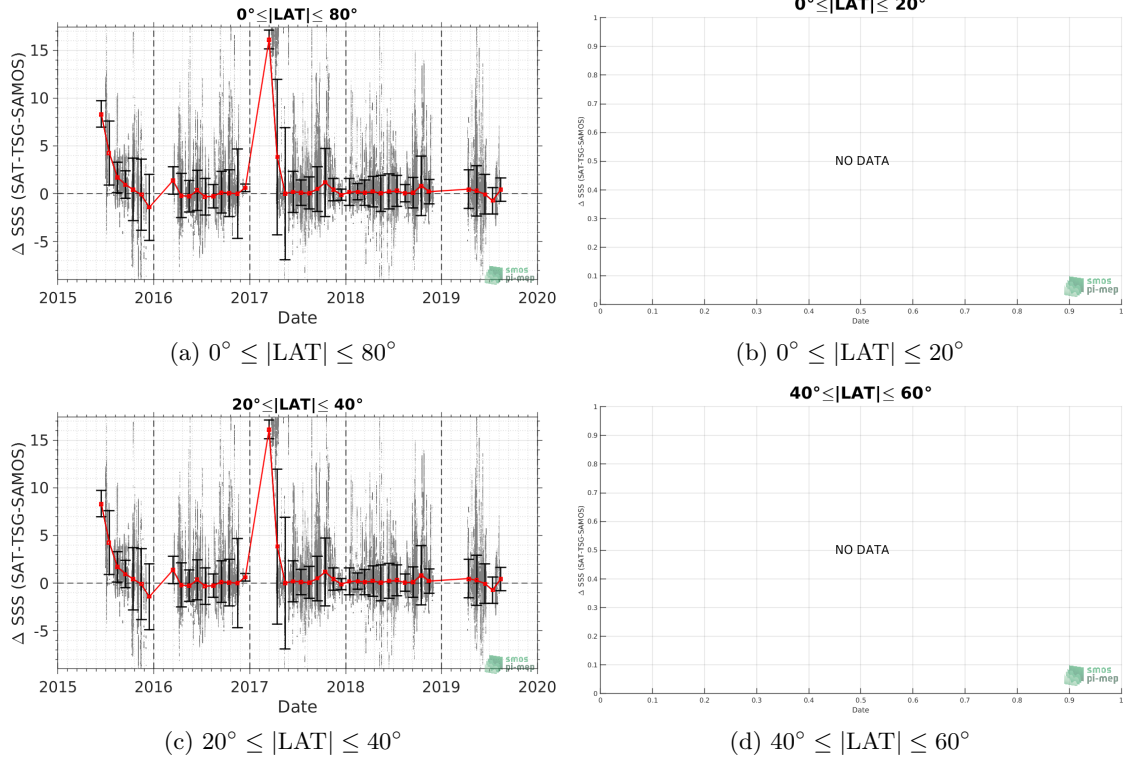 0°≤|LAT|≤ 80°
Δ SSS (SAT-TSG-SAMOS)
15
10
5
0
-5
2015 2016 2017 2018 2019 2020
Date
smos
pi-mep
(a) 0° ≤ |LAT| ≤ 80°
0°≤|LAT|≤ 20°
Δ SSS (SAT-TSG-SAMOS)
1
0.9
0.8
0.7
0.6
0.5
0.4
0.3
0.2
0.1
0
NO DATA
0 0.1 0.2 0.3 0.4 0.5 0.6 0.7 0.8 0.9 1
Date
smos
pi-mep
(b) 0° ≤ |LAT| ≤ 20°
20°≤|LAT|≤ 40°
Δ SSS (SAT-TSG-SAMOS)
15
10
5
0
-5
2015 2016 2017 2018 2019 2020
Date
smos
pi-mep
(c) 20° ≤ |LAT| ≤ 40°
40°≤|LAT|≤ 60°
Δ SSS (SAT-TSG-SAMOS)
1
0.9
0.8
0.7
0.6
0.5
0.4
0.3
0.2
0.1
0
NO DATA
0 0.1 0.2 0.3 0.4 0.5 0.6 0.7 0.8 0.9 1
Date
smos
pi-mep
(d) 40° ≤ |LAT| ≤ 60°